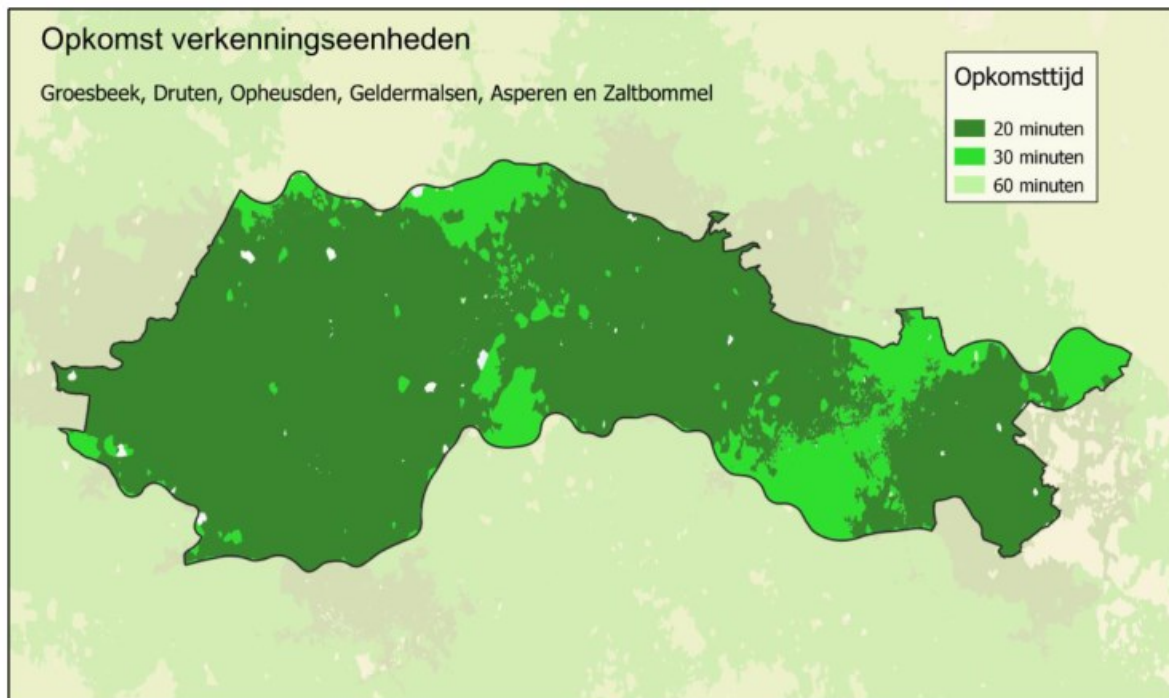 Opkomst verkenningseenheden
Groesbeek, Druten, Opheusden, Geldermalsen, Asperen en Zaltbommel
Opkomsttijd
20 minuten
30 minuten
60 minuten